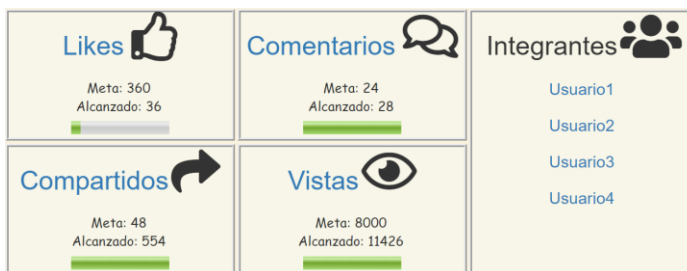 Likes
Meta: 360
Alcanzado: 36
Comentarios
Meta: 24
Alcanzado: 28
Compartidos
Meta: 48
Alcanzado: 554
Vistas
Meta: 8000
Alcanzado: 11426
Integrantes
Usuario1
Usuario2
Usuario3
Usuario4